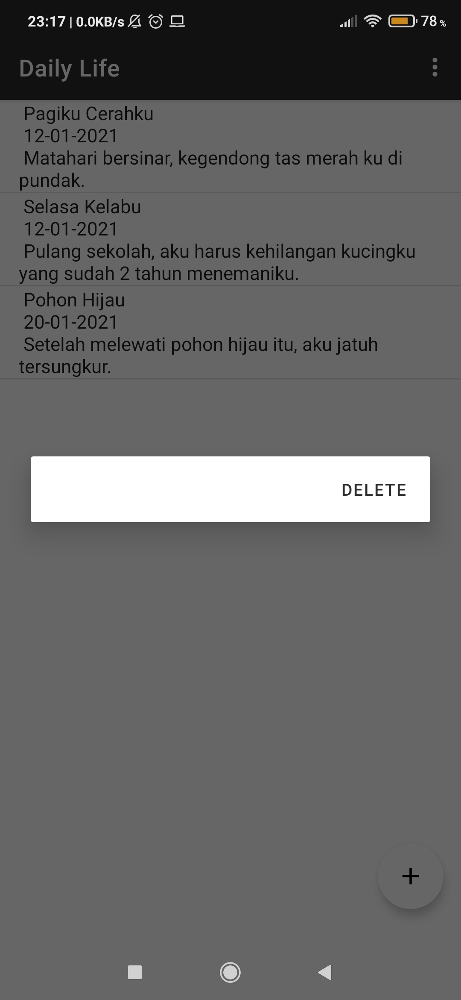 23:17 | 0.0KB/s
78 %
Daily Life
Pagiku Cerahku
12-01-2021
Matahari bersinar, kegendong tas merah ku di
pundak.
Selasa Kelabu
12-01-2021
Pulang sekolah, aku harus kehilangan kucingku
yang sudah 2 tahun menemaniku.
Pohon Hijau
20-01-2021
Setelah melewati pohon hijau itu, aku jatuh
tersungkur.
DELETE